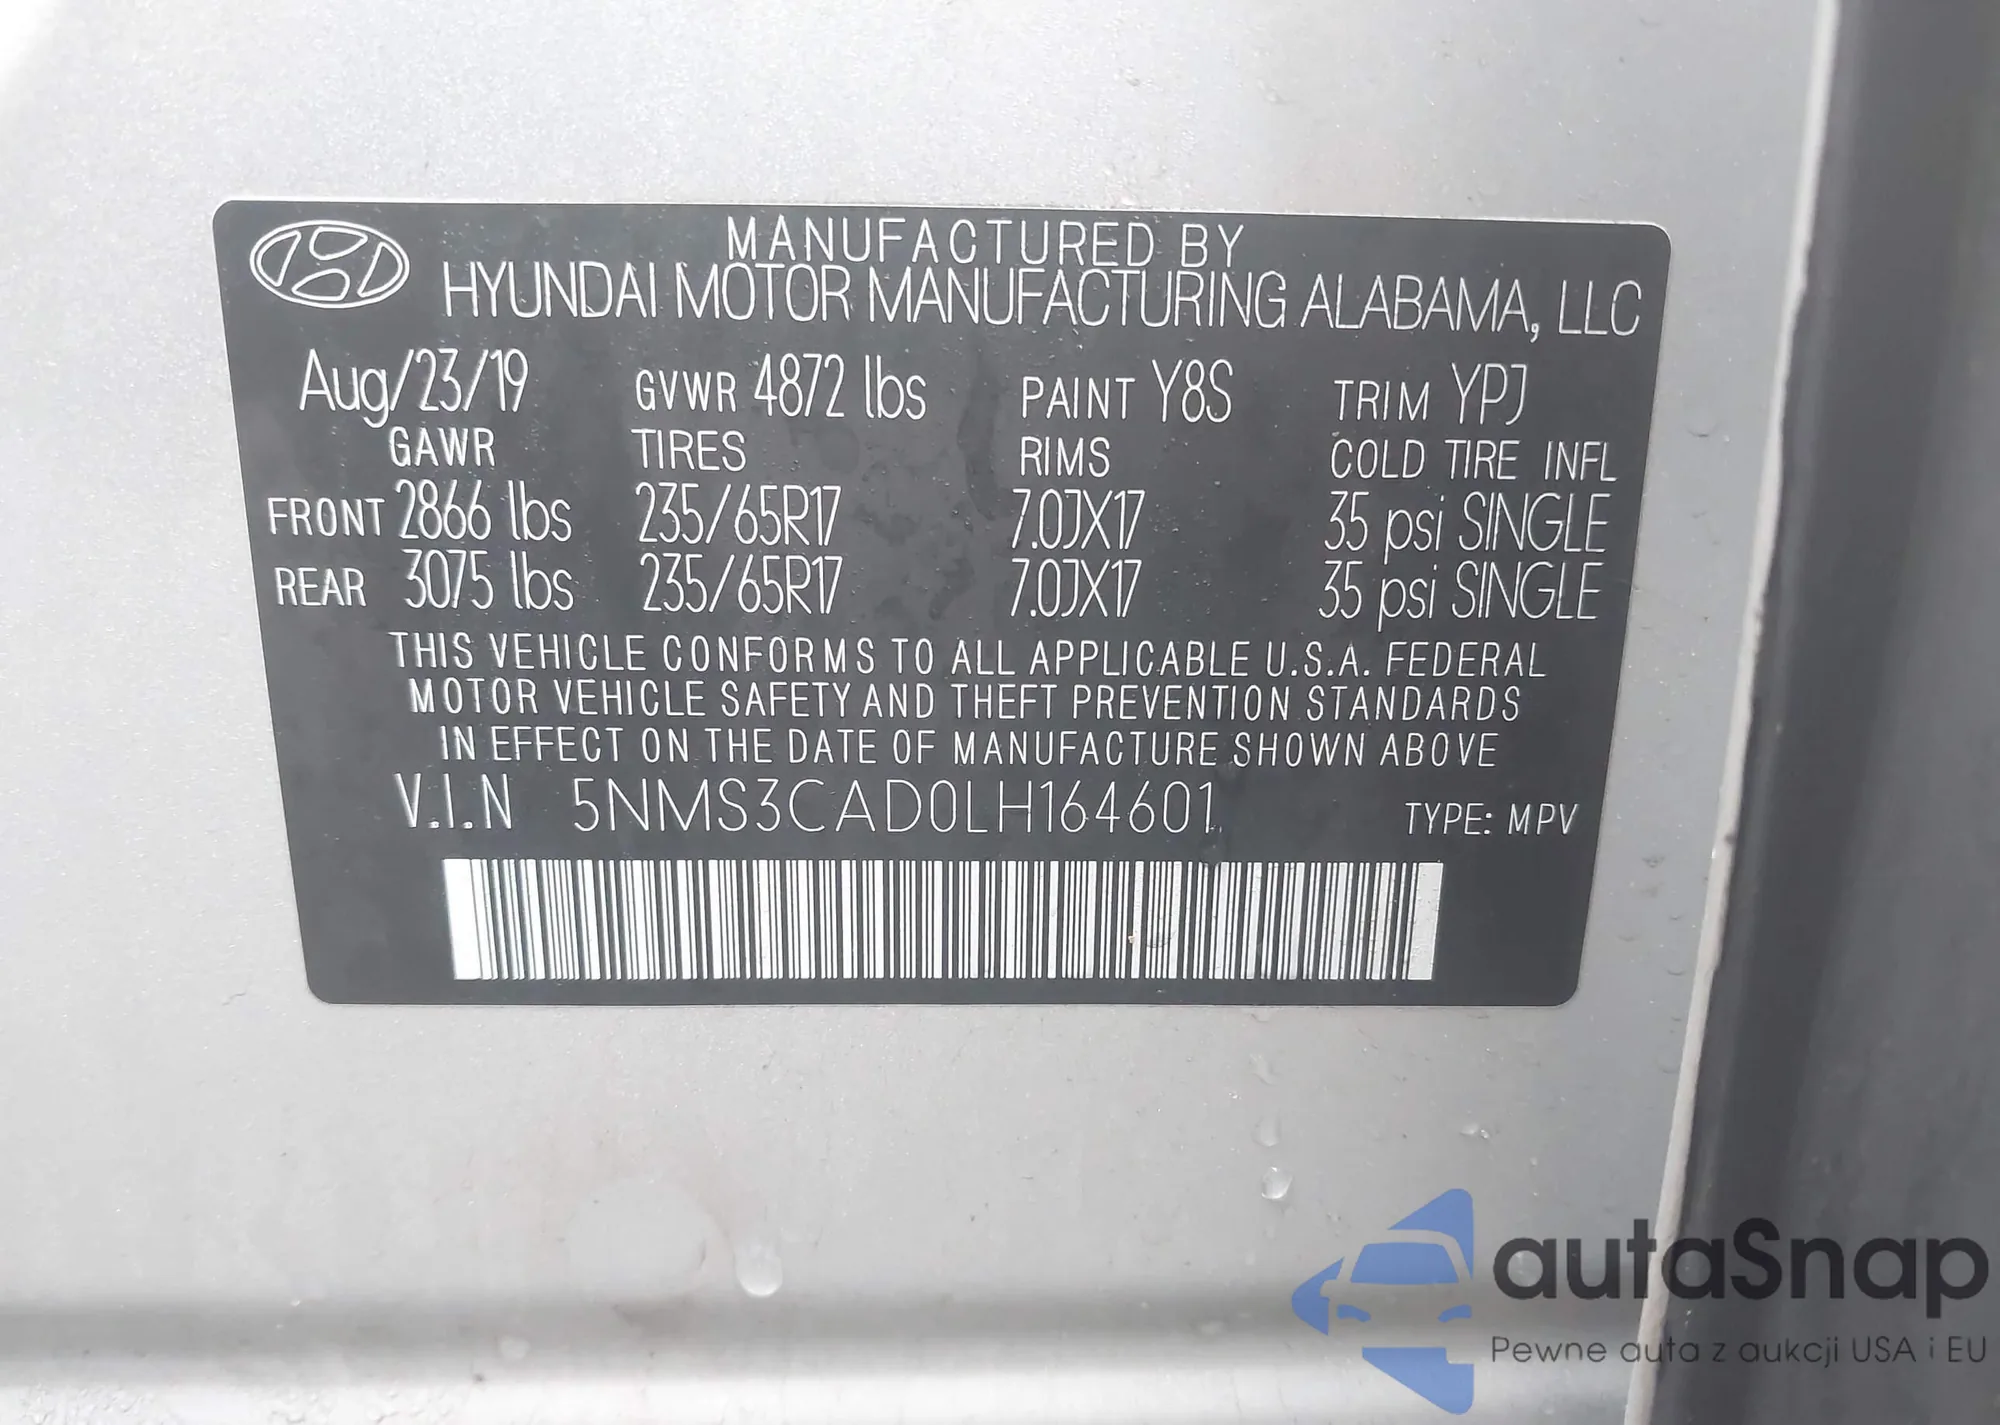 MANUFACTURED BY
HYUNDAI MOTOR MANUFACTURING ALABAMA, LLC
Aug/23/19 GVWR 4872 lbs PAINT Y8S TRIM YPJ
GAWR TIRES RIMS COLD TIRE INFL
FRONT 2866 lbs 235/65R17 7.0JX17 35 psi SINGLE
REAR 3075 lbs 235/65R17 7.0JX17 35 psi SINGLE
THIS VEHICLE CONFORMS TO ALL APPLICABLE U.S.A. FEDERAL
MOTOR VEHICLE SAFETY AND THEFT PREVENTION STANDARDS
IN EFFECT ON THE DATE OF MANUFACTURE SHOWN ABOVE
V.I.N 5NMS3CAD0LH164601 TYPE: MPV
autaSnap
Pewne auta z aukcji USA i EU